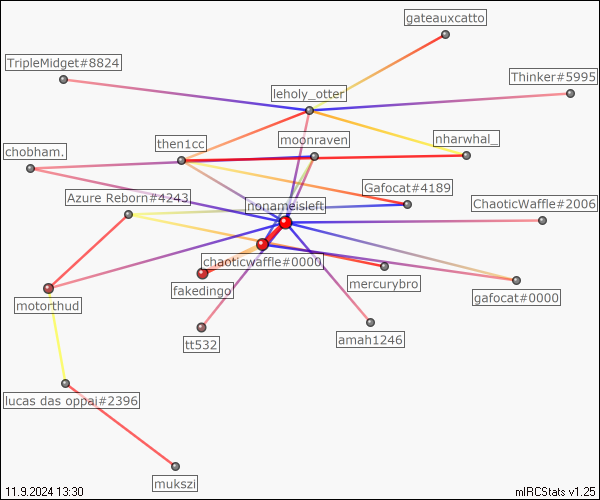 gateauxcatto
TripleMidget#8824
Thinker#5995
leholy_otter
nharwhal_
then1cc
moonraven
chobham.
Gafocat#4189
Azure Reborn#4243
nonameisleft
ChaoticWaffle#2006
chaoticwaffle#0000
mercurybro
fakedingo
gafocat#0000
motorthud
amah1246
tt532
lucas das oppai#2396
mukszi
11.9.2024 13:30
mIRCStats v1.25